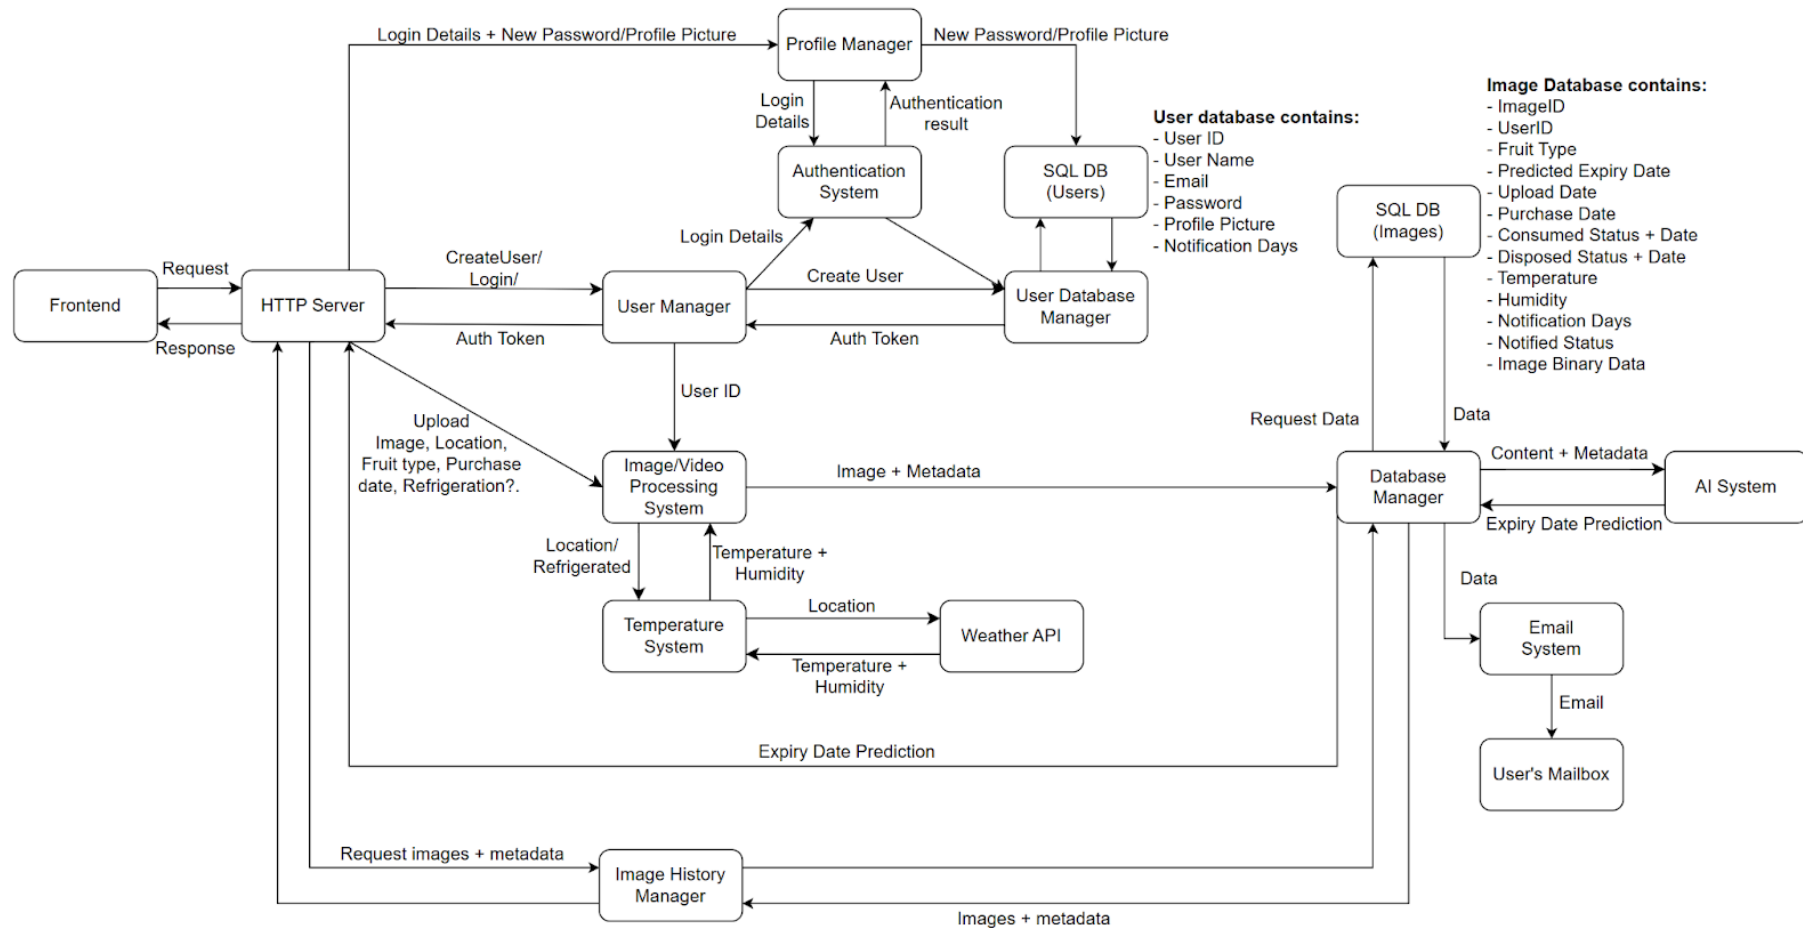 Login Details + New Password/Profile Picture
Profile Manager
New Password/Profile Picture
Login
Details
Authentication
result
Authentication
System
SQL DB
(Users)
User database contains:
- User ID
- User Name
- Email
- Password
- Profile Picture
- Notification Days
Image Database contains:
- ImageID
- UserID
- Fruit Type
- Predicted Expiry Date
- Upload Date
- Purchase Date
- Consumed Status + Date
- Disposed Status + Date
- Temperature
- Humidity
- Notification Days
- Notified Status
- Image Binary Data
SQL DB
(Images)
Login Details
Frontend
Request
Response
HTTP Server
CreateUser/
Login/
Auth Token
User Manager
Create User
Auth Token
User Database
Manager
User ID
Upload
Image, Location,
Fruit type, Purchase
date, Refrigeration?.
Image/Video
Processing
System
Image + Metadata
Request Data
Data
Database
Manager
Content + Metadata
Expiry Date Prediction
AI System
Location/
Refrigerated
Temperature +
Humidity
Temperature
System
Location
Temperature +
Humidity
Weather API
Data
Email
System
Email
User's Mailbox
Expiry Date Prediction
Request images + metadata
Image History
Manager
Images + metadata